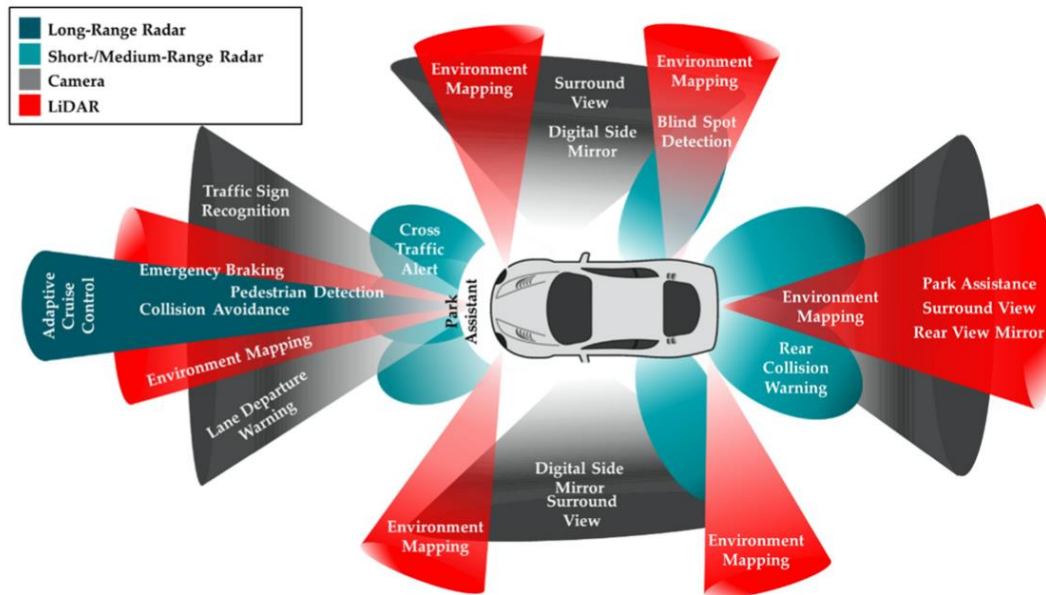 Long-Range Radar
Short-/Medium-Range Radar
Camera
LiDAR
Environment
Mapping
Surround
View
Digital Side
Mirror
Environment
Mapping
Blind Spot
Detection
Traffic Sign
Recognition
Cross
Traffic
Alert
Adaptive
Cruise
Control
Emergency Braking
Pedestrian Detection
Collision Avoidance
Park
Assistant
Environment Mapping
Lane Departure
Warning
Environment
Mapping
Park Assistance
Surround View
Rear View Mirror
Rear
Collision
Warning
Digital Side
Mirror
Surround
View
Environment
Mapping
Environment
Mapping